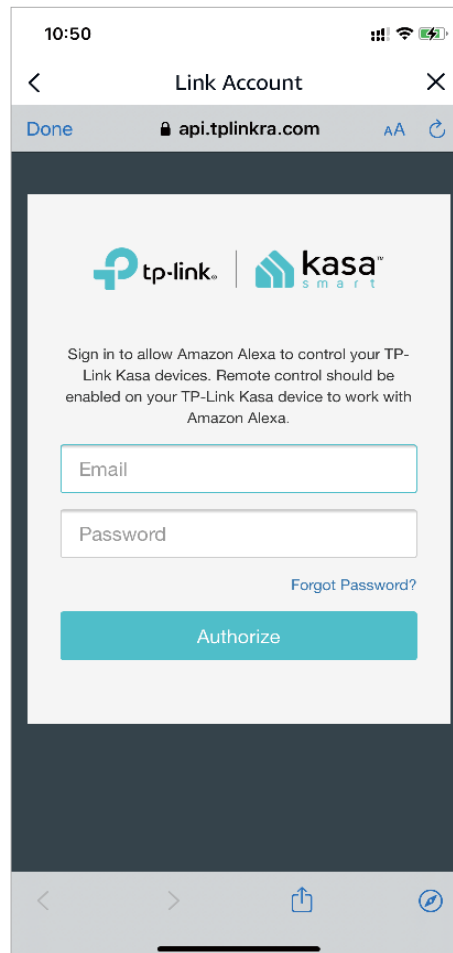 10:50
Link Account
Done api.tplinkra.com AA
tp-link | kasa™
smart
Sign in to allow Amazon Alexa to control your TP-
Link Kasa devices. Remote control should be
enabled on your TP-Link Kasa device to work with
Amazon Alexa.
Email
Password
Forgot Password?
Authorize